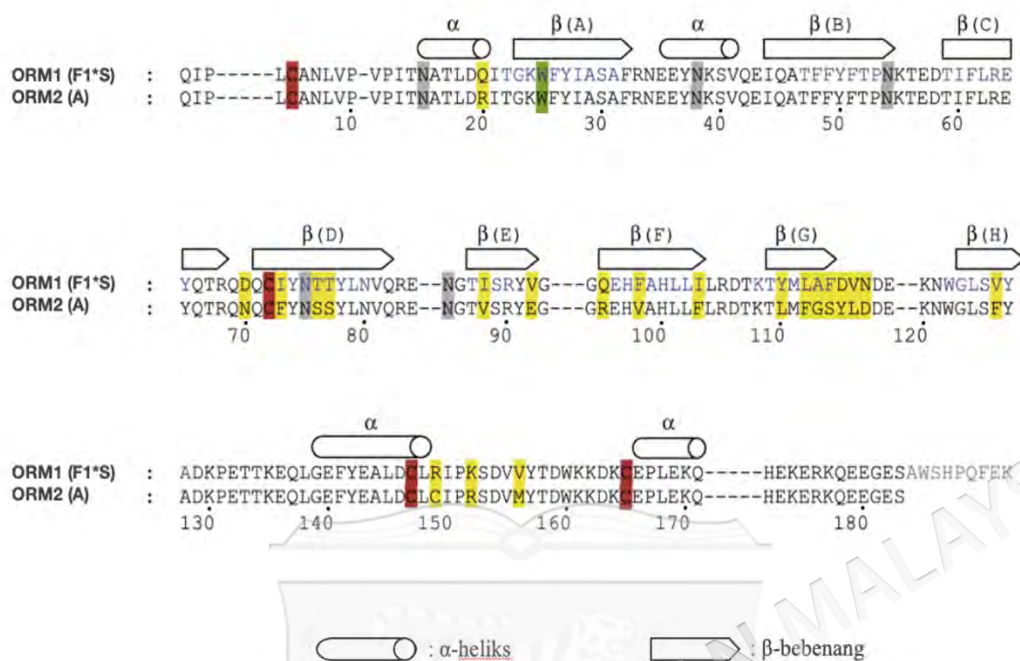 α β(A) α β(B) β(C)
ORM1 (F1*S) : QIP-----LCANLVP-VPITNATLDQITGKWFYIASAFRNEEYNKSVQEIQATFFYFTPNKTEDTIFLRE
ORM2 (A) : QIP-----LCANLVP-VPITNATLDRITGKWFYIASAFRNEEYNKSVQEIQATFFYFTPNKTEDTIFLRE
10 20 30 40 50 60
β(D) β(E) β(F) β(G) β(H)
ORM1 (F1*S) : YQTRQDQCIYNTTYLNVQRE--NGTISRYVG---GQEHFAHLLILRDTKTYMLAFDVNDE-KNWGLSVY
ORM2 (A) : YQTRQNQCFYNSSYLNVQRE--NGTVSRYEG---GREHVAHLLFLRDTKTLMFGSYLDDE-KNWGLSFY
70 80 90 100 110 120
α α
ORM1 (F1*S) : ADKPETTKEQLGEFYEALDCLRIPKSDVVYTDWKKDKCEPLEKQ-----HEKERKQEEGESAWSHPQFEK
ORM2 (A) : ADKPETTKEQLGEFYEALDCLCIPRSDVMYTDWKKDKCEPLEKQ-----HEKERKQEEGES
130 140 150 160 170 180
N MALAY
: α-heliks : β-bebenang